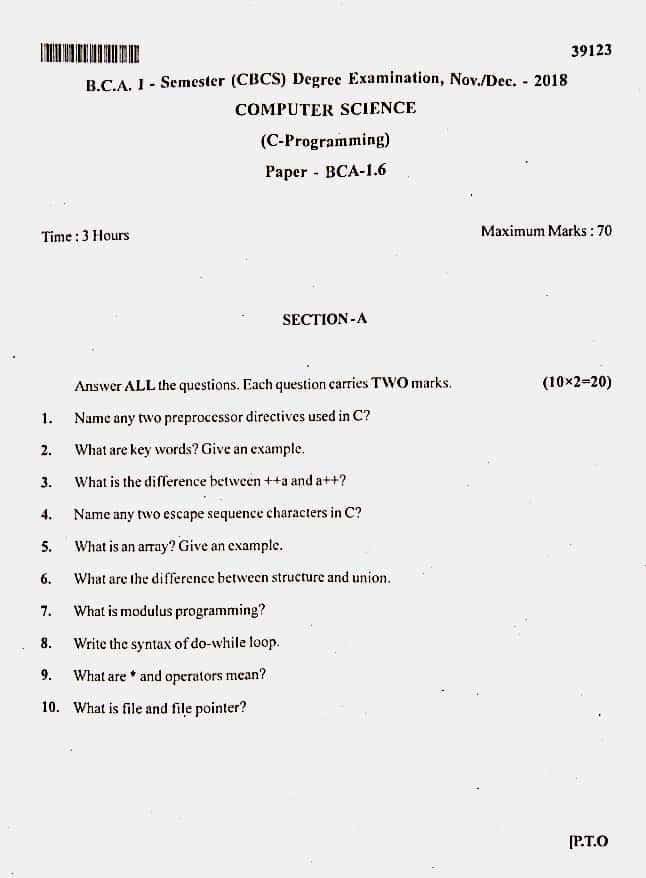 39123
B.C.A. I - Semester (CBCS) Degree Examination, Nov./Dec. - 2018
COMPUTER SCIENCE
(C-Programming)
Paper - BCA-1.6
Time : 3 Hours
Maximum Marks : 70
SECTION - A
Answer ALL the questions. Each question carries TWO marks. (10×2=20)
1. Name any two preprocessor directives used in C?
2. What are key words? Give an example.
3. What is the difference between ++a and a++?
4. Name any two escape sequence characters in C?
5. What is an array? Give an example.
6. What are the difference between structure and union.
7. What is modulus programming?
8. Write the syntax of do-while loop.
9. What are * and operators mean?
10. What is file and file pointer?
[P.T.O